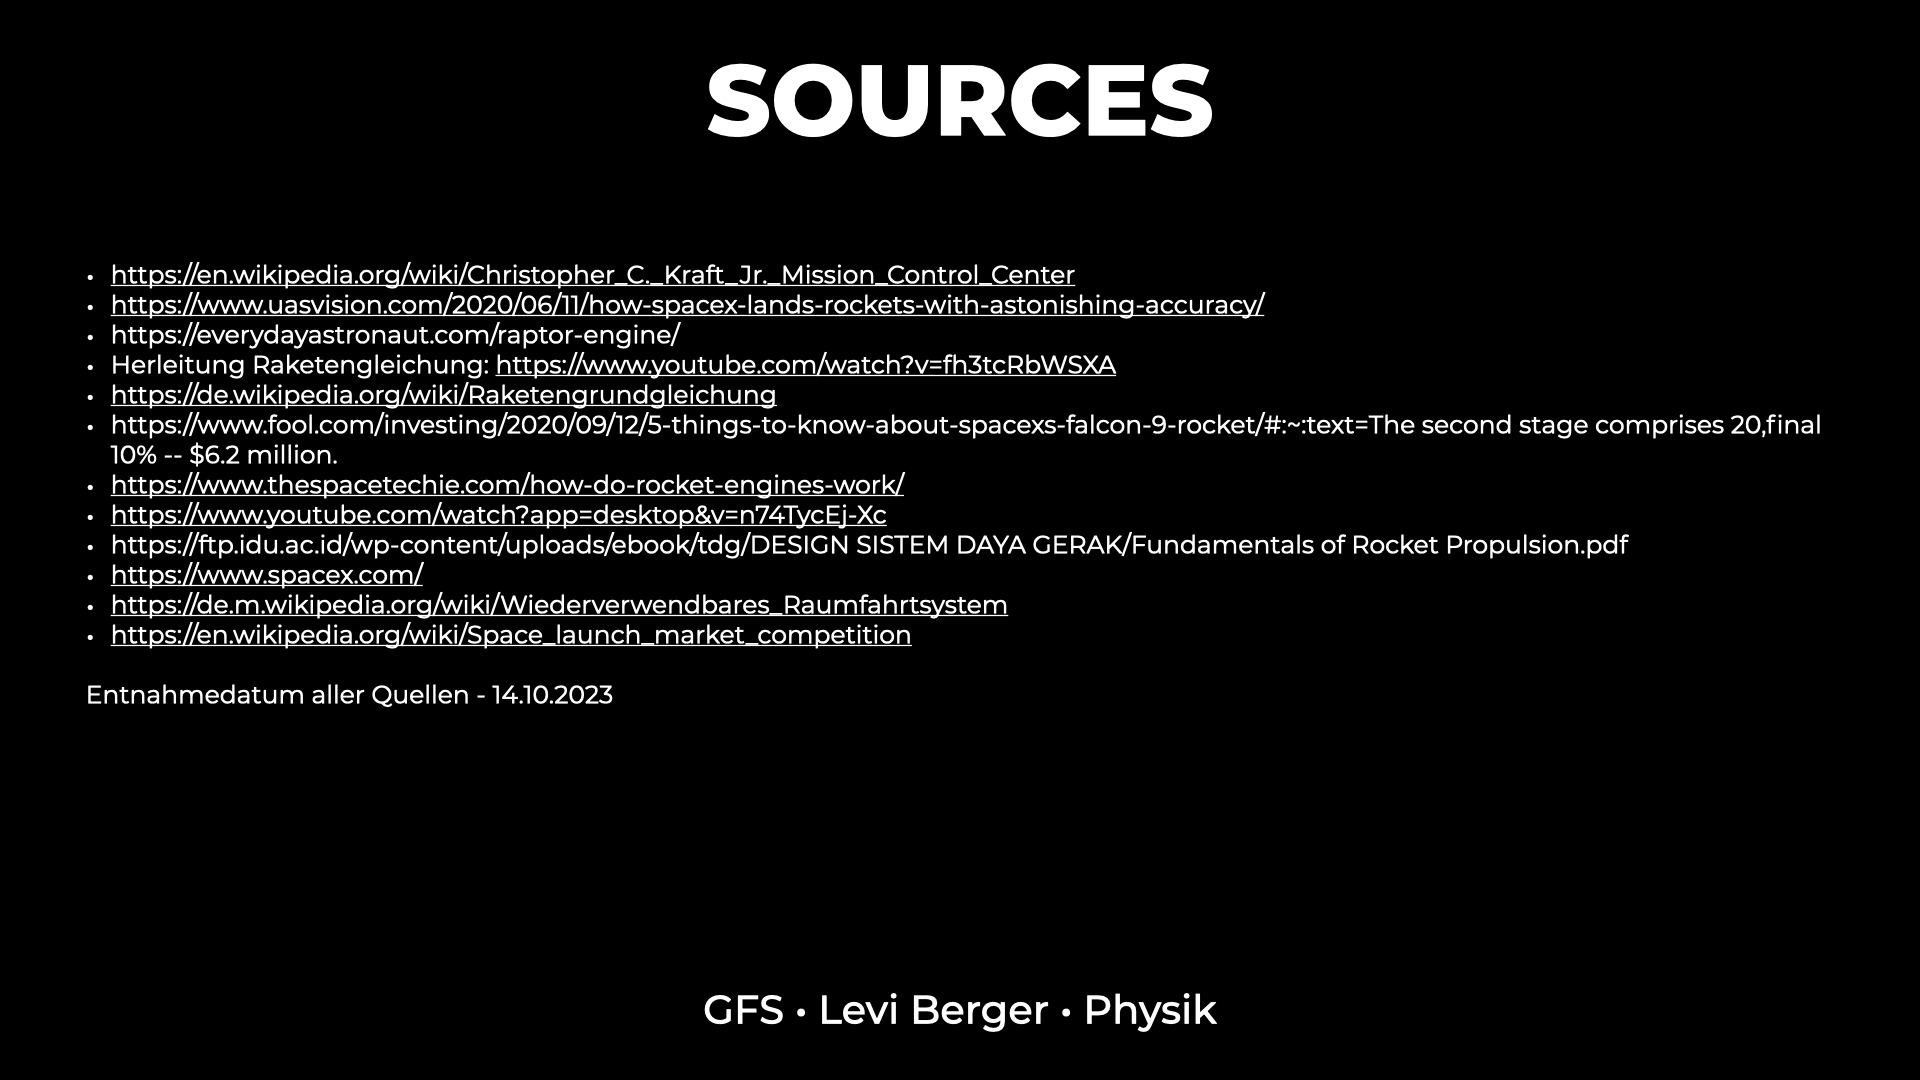 SOURCES
• https://en.wikipedia.org/wiki/Christopher_C._Kraft_Jr._Mission_Control_Center
• https://www.uasvision.com/2020/06/11/how-spacex-lands-rockets-with-astonishing-accuracy/
• https://everydayastronaut.com/raptor-engine/
• Herleitung Raketengleichung: https://www.youtube.com/watch?v=fh3tcRbWSXA
• https://de.wikipedia.org/wiki/Raketengrundgleichung
• https://www.fool.com/investing/2020/09/12/5-things-to-know-about-spacexs-falcon-9-rocket/#:~:text=The second stage comprises 20,final
10% -- $6.2 million.
• https://www.thespacetechie.com/how-do-rocket-engines-work/
• https://www.youtube.com/watch?app=desktop&v=n74TycEj-Xc
• https://ftp.idu.ac.id/wp-content/uploads/ebook/tdg/DESIGN SISTEM DAYA GERAK/Fundamentals of Rocket Propulsion.pdf
• https://www.spacex.com/
• https://de.m.wikipedia.org/wiki/Wiederverwendbares_Raumfahrtsystem
• https://en.wikipedia.org/wiki/Space_launch_market_competition
Entnahmedatum aller Quellen - 14.10.2023
GFS • Levi Berger • Physik